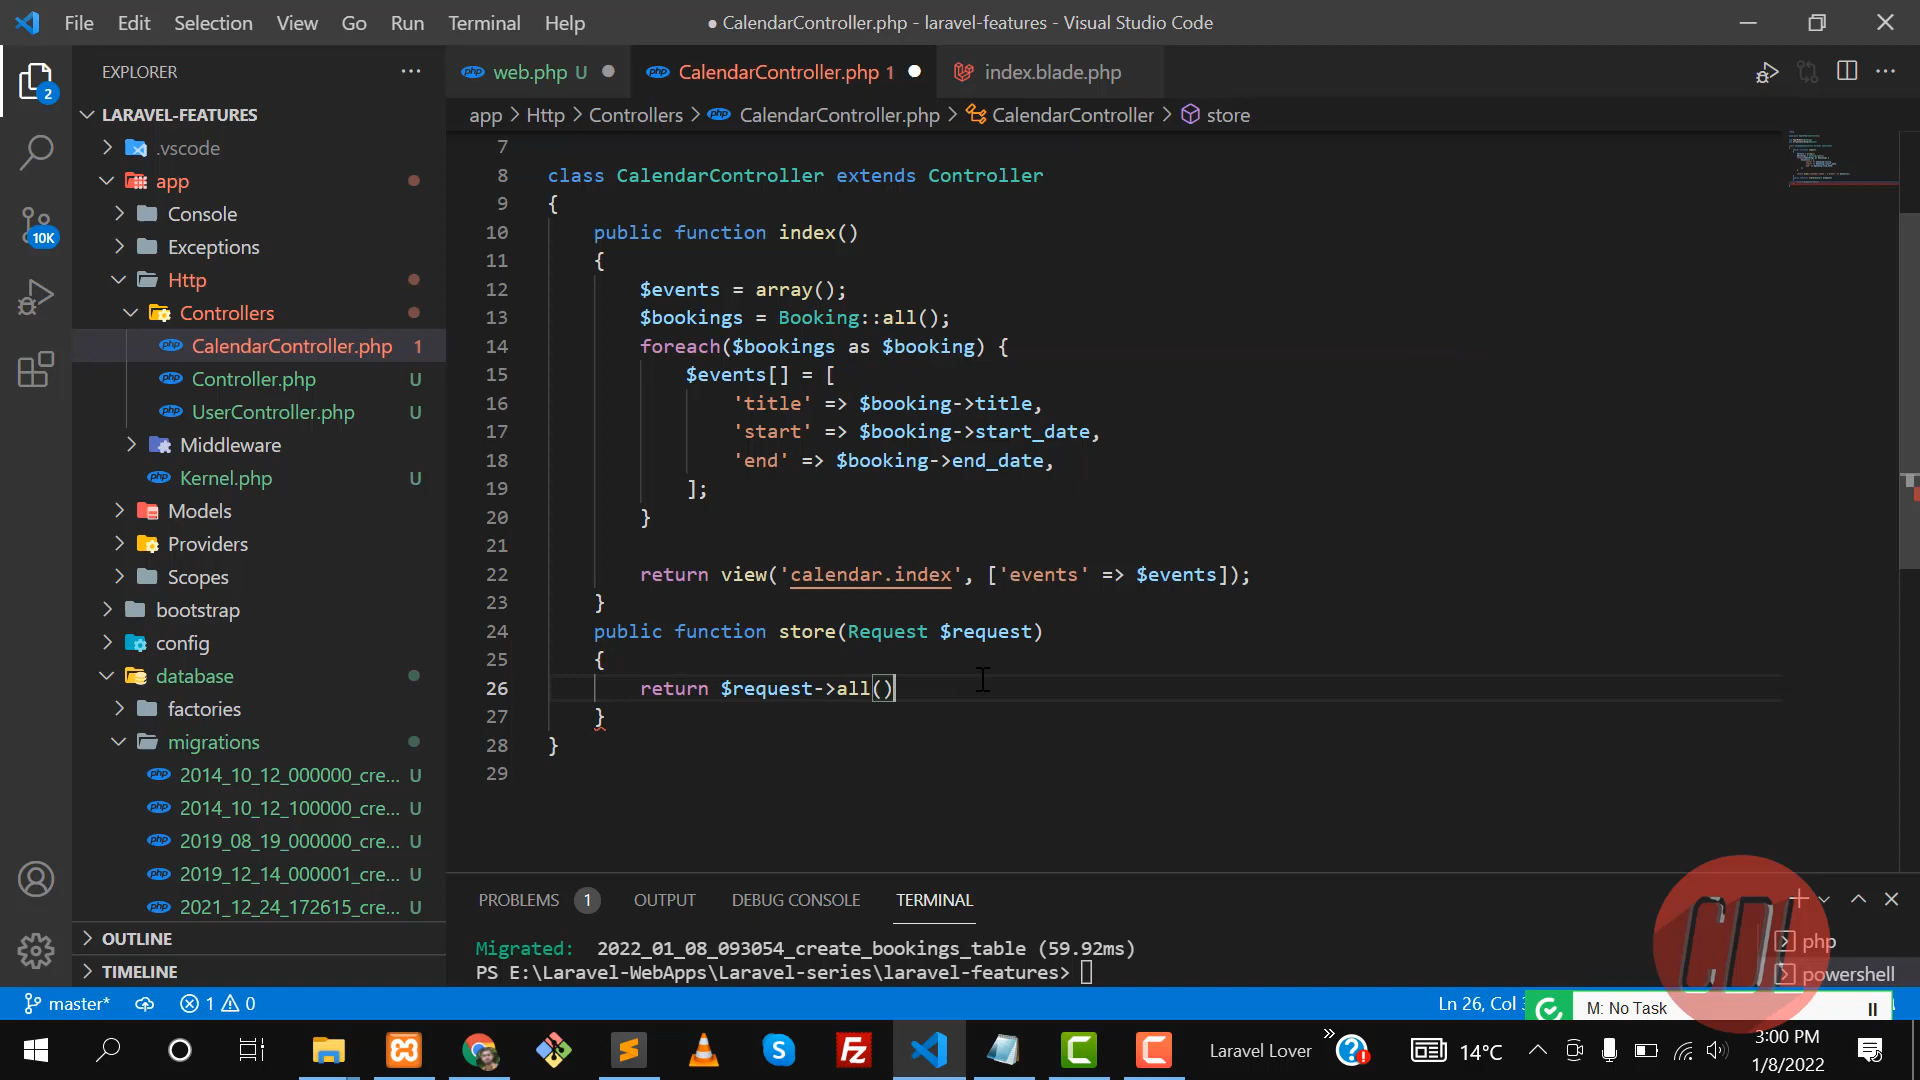 File Edit Selection View Go Run Terminal Help
● CalendarController.php - laravel-features - Visual Studio Code
EXPLORER
web.php U
CalendarController.php 1
index.blade.php
app > Http > Controllers > CalendarController.php > CalendarController > store
LARAVEL-FEATURES
.vscode
app
Console
Exceptions
Http
Controllers
CalendarController.php 1
Controller.php U
UserController.php U
Middleware
Kernel.php U
Models
Providers
Scopes
bootstrap
config
database
factories
migrations
2014_10_12_000000_cre... U
2014_10_12_100000_cre... U
2019_08_19_000000_cre... U
2019_12_14_000001_cre... U
2021_12_24_172615_cre... U
OUTLINE
TIMELINE
2
10K
7
8 class CalendarController extends Controller
9 {
10 public function index()
11 {
12 $events = array();
13 $bookings = Booking::all();
14 foreach($bookings as $booking) {
15 $events[] = [
16 'title' => $booking->title,
17 'start' => $booking->start_date,
18 'end' => $booking->end_date,
19 ];
20 }
21
22 return view('calendar.index', ['events' => $events]);
23 }
24 public function store(Request $request)
25 {
26 return $request->all()
27 }
28 }
29
PROBLEMS 1 OUTPUT DEBUG CONSOLE TERMINAL
Migrated: 2022_01_08_093054_create_bookings_table (59.92ms)
PS E:\Laravel-WebApps\Laravel-series\laravel-features>
php
powershell
CDL
master* 1 0
Ln 26, Col
M: No Task
Laravel Lover
14°C
3:00 PM
1/8/2022